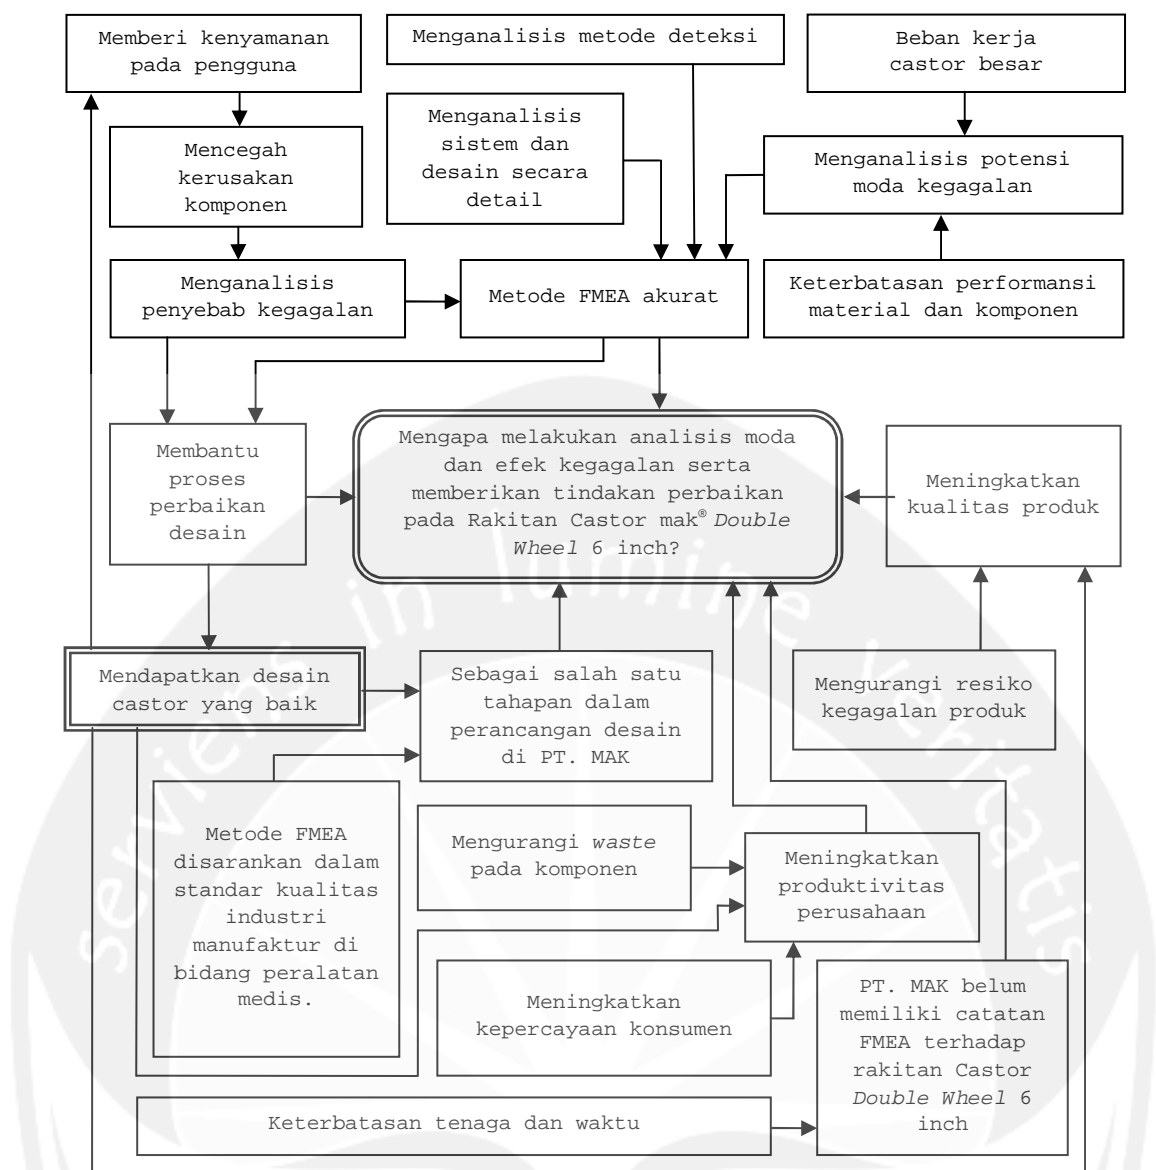 Memberi kenyamanan
pada pengguna
Menganalisis metode deteksi
Beban kerja
castor besar
Mencegah
kerusakan
komponen
Menganalisis
sistem dan
desain secara
detail
Menganalisis potensi
moda kegagalan
Menganalisis
penyebab kegagalan
Metode FMEA akurat
Keterbatasan performansi
material dan komponen
Membantu
proses
perbaikan
desain
Mengapa melakukan analisis moda
dan efek kegagalan serta
memberikan tindakan perbaikan
pada Rakitan Castor mak® Double
Wheel 6 inch?
Meningkatkan
kualitas produk
Mendapatkan desain
castor yang baik
Sebagai salah satu
tahapan dalam
perancangan desain
di PT. MAK
Mengurangi resiko
kegagalan produk
Metode FMEA
disarankan dalam
standar kualitas
industri
manufaktur di
bidang peralatan
medis.
Mengurangi waste
pada komponen
Meningkatkan
produktivitas
perusahaan
Meningkatkan
kepercayaan konsumen
PT. MAK belum
memiliki catatan
FMEA terhadap
rakitan Castor
Double Wheel 6
inch
Keterbatasan tenaga dan waktu
serviens in lumine veritatis